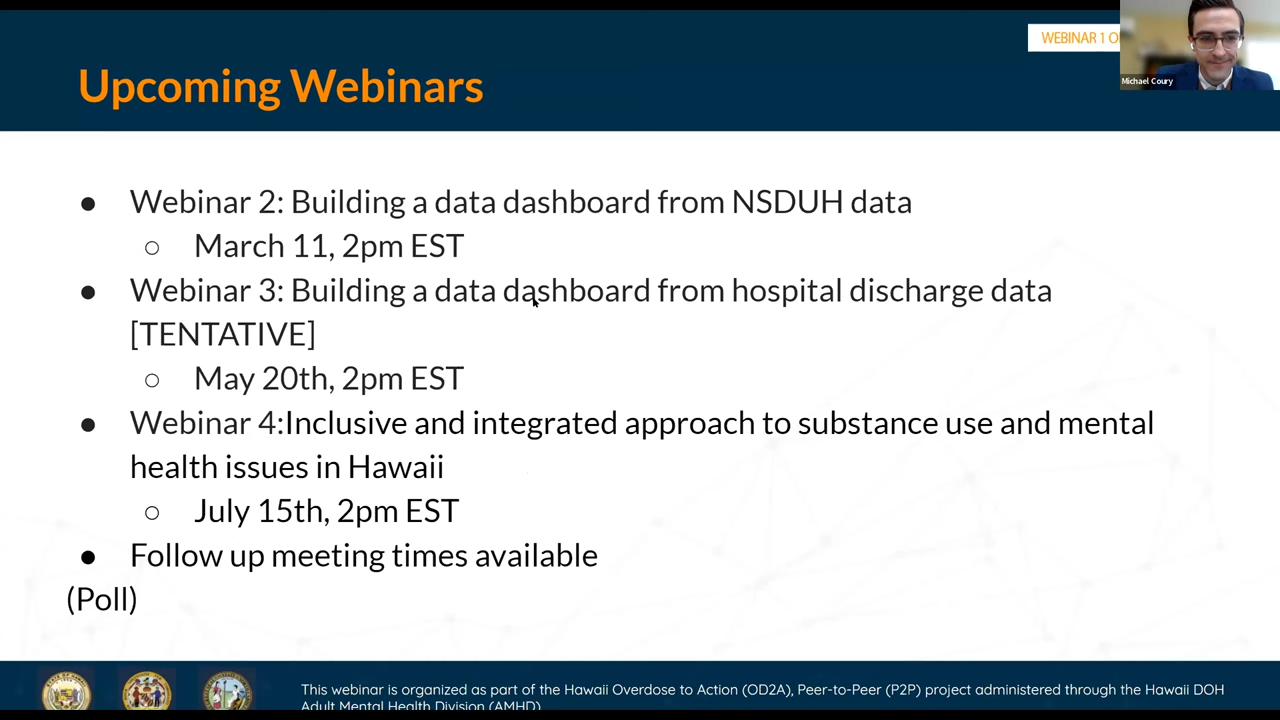 WEBINAR 1 O
Michael Coury
Upcoming Webinars
● Webinar 2: Building a data dashboard from NSDUH data
○ March 11, 2pm EST
● Webinar 3: Building a data dashboard from hospital discharge data
[TENTATIVE]
○ May 20th, 2pm EST
● Webinar 4:Inclusive and integrated approach to substance use and mental
health issues in Hawaii
○ July 15th, 2pm EST
● Follow up meeting times available
(Poll)
This webinar is organized as part of the Hawaii Overdose to Action (OD2A), Peer-to-Peer (P2P) project administered through the Hawaii DOH
Adult Mental Health Division (AMHD)